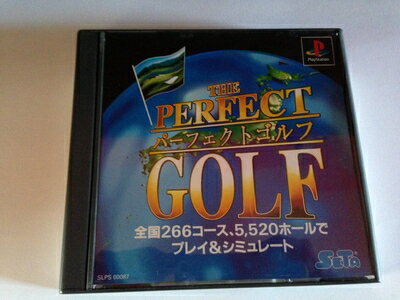 THE
PERFECT
パーフェクトゴルフ
GOLF
全国266コース、5,520ホールで
プレイ&シミュレート
PlayStation
SETA
SLPS 00087